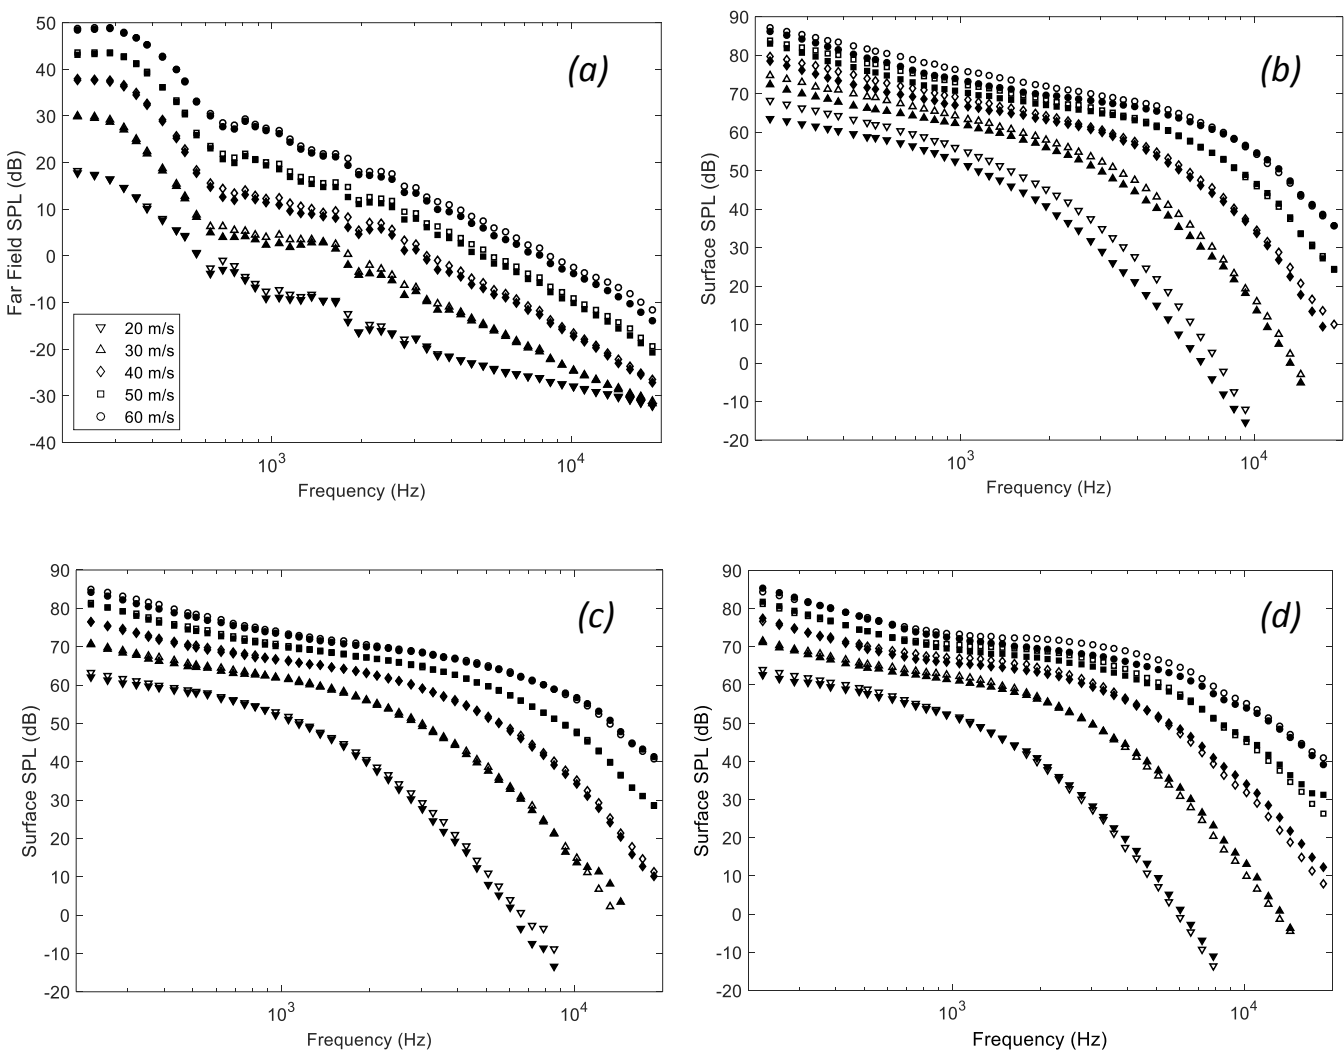 (a)
50
40
30
20
10
0
-10
-20
-30
-40
Far Field SPL (dB)
20 m/s
30 m/s
40 m/s
50 m/s
60 m/s
10³ 10⁴
Frequency (Hz)
(b)
90
80
70
60
50
40
30
20
10
0
-10
-20
Surface SPL (dB)
10³ 10⁴
Frequency (Hz)
(c)
90
80
70
60
50
40
30
20
10
0
-10
-20
Surface SPL (dB)
10³ 10⁴
Frequency (Hz)
(d)
90
80
70
60
50
40
30
20
10
0
-10
-20
Surface SPL (dB)
10³ 10⁴
Frequency (Hz)